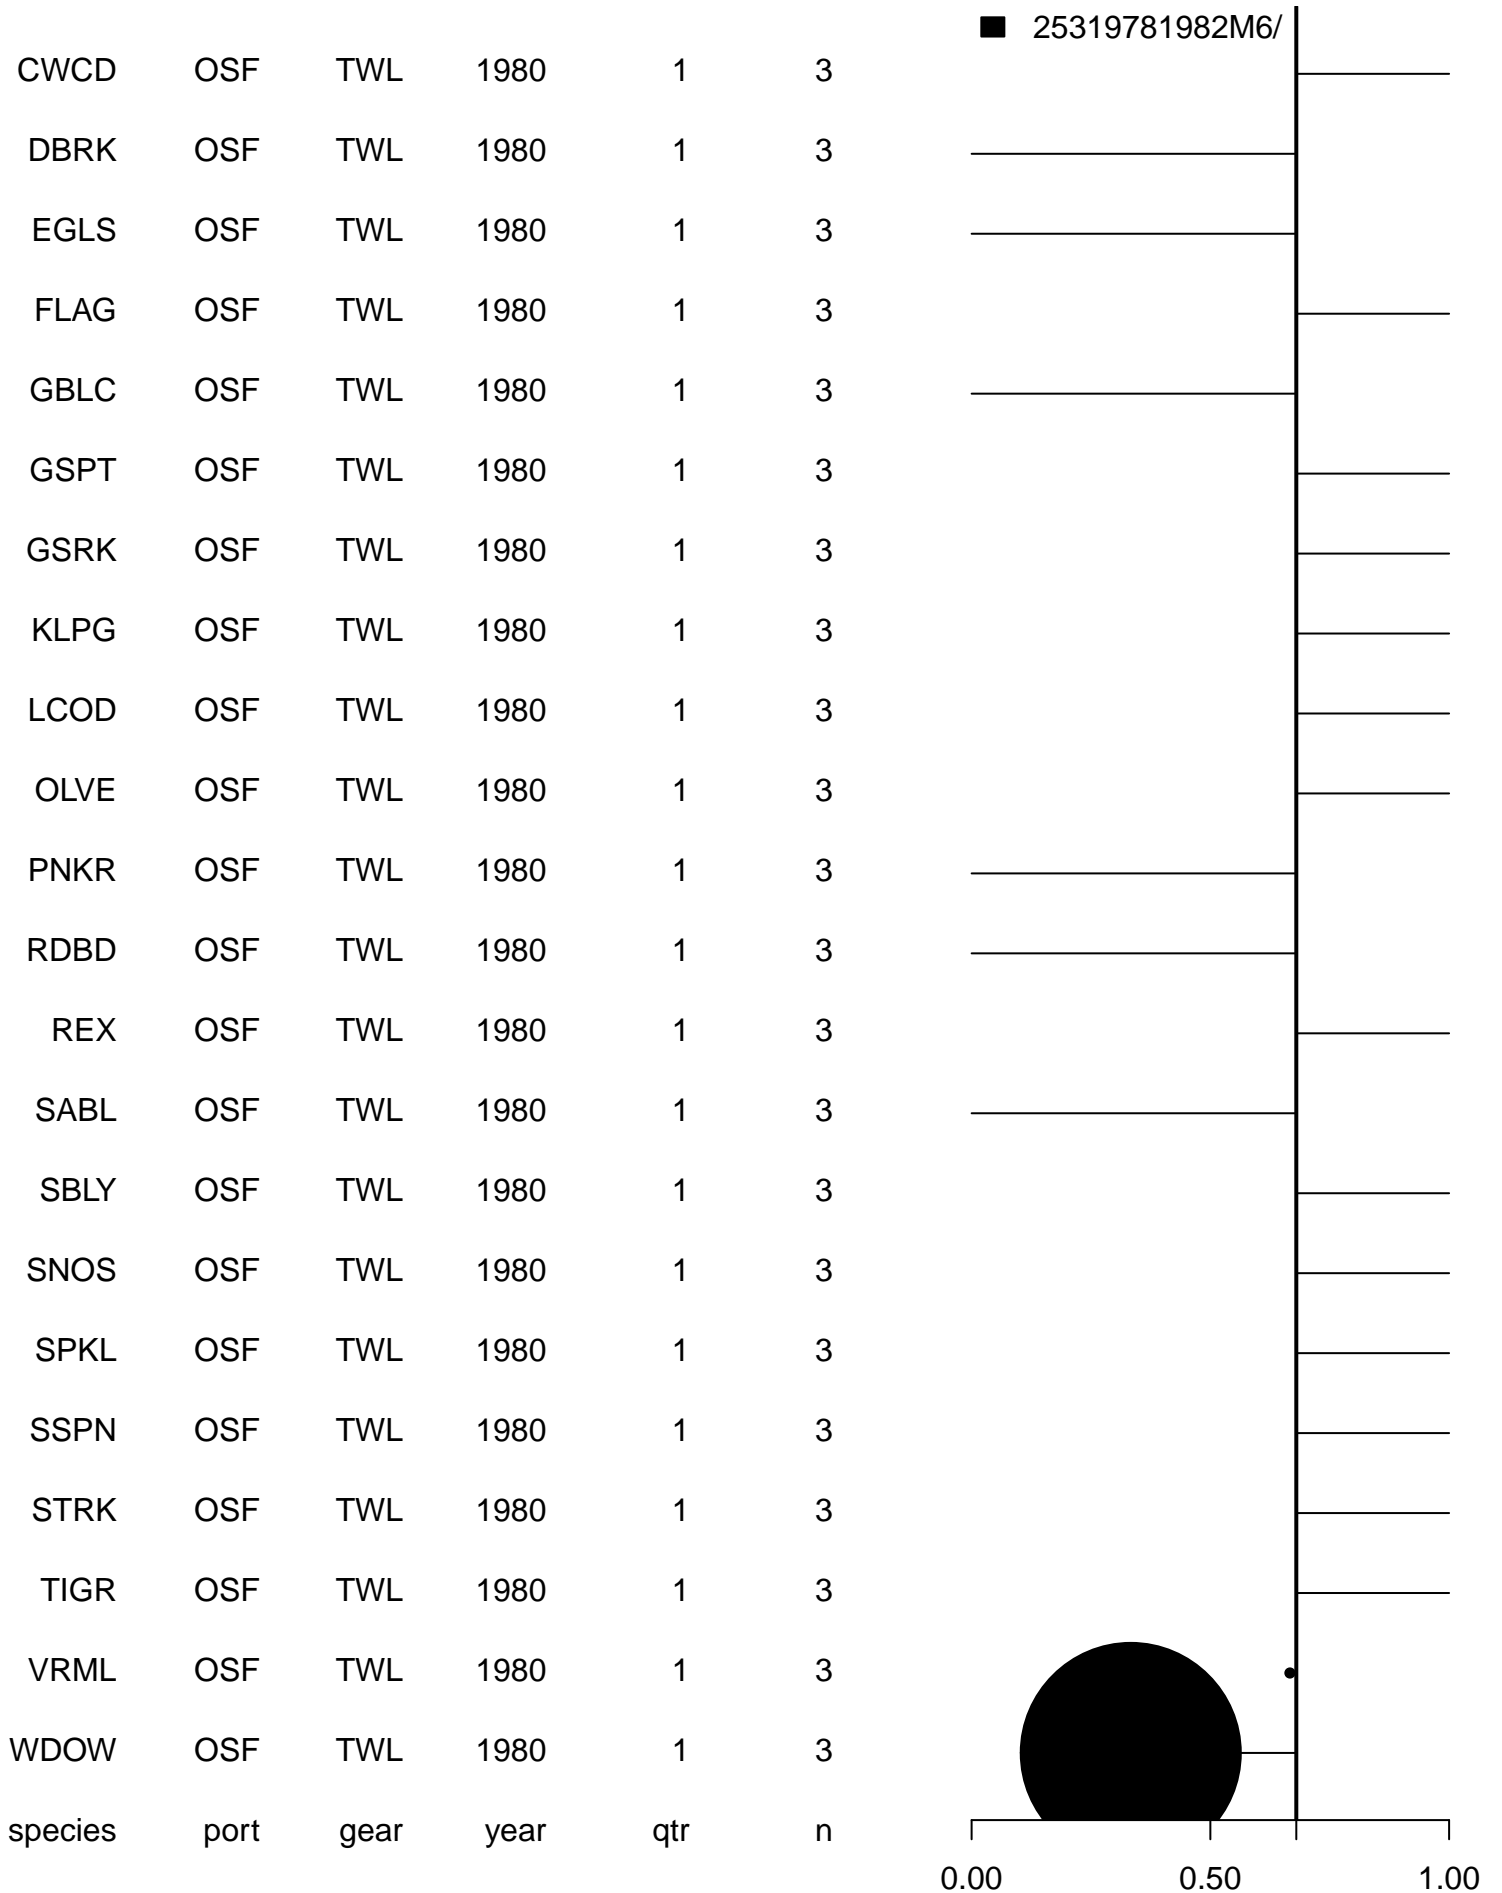 25319781982M6/
CWCD OSF TWL 1980 1 3
DBRK OSF TWL 1980 1 3
EGLS OSF TWL 1980 1 3
FLAG OSF TWL 1980 1 3
GBLC OSF TWL 1980 1 3
GSPT OSF TWL 1980 1 3
GSRK OSF TWL 1980 1 3
KLPG OSF TWL 1980 1 3
LCOD OSF TWL 1980 1 3
OLVE OSF TWL 1980 1 3
PNKR OSF TWL 1980 1 3
RDBD OSF TWL 1980 1 3
REX OSF TWL 1980 1 3
SABL OSF TWL 1980 1 3
SBLY OSF TWL 1980 1 3
SNOS OSF TWL 1980 1 3
SPKL OSF TWL 1980 1 3
SSPN OSF TWL 1980 1 3
STRK OSF TWL 1980 1 3
TIGR OSF TWL 1980 1 3
VRML OSF TWL 1980 1 3
WDOW OSF TWL 1980 1 3
species port gear year qtr n
0.00 0.50 1.00